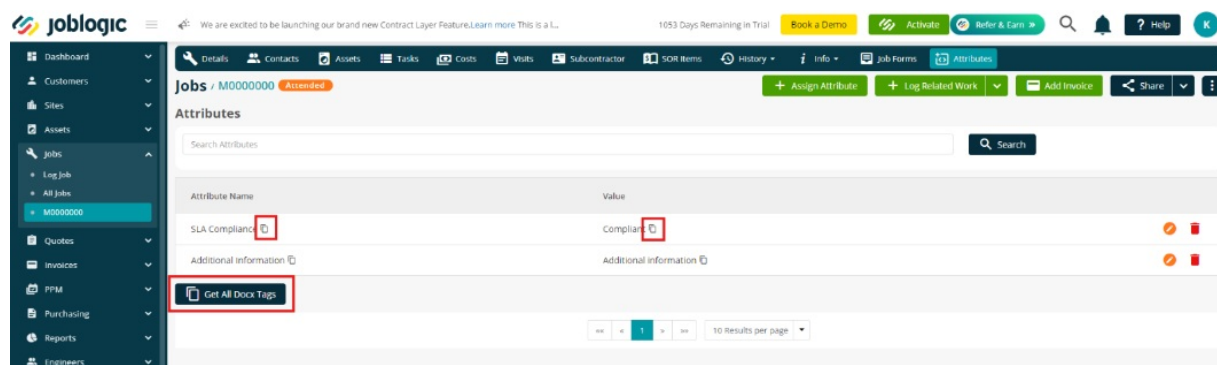 joblogic We are excited to be launching our brand new Contract Layer Feature.Learn more This is a l... 1053 Days Remaining in Trial Book a Demo Activate Refer & Earn » ? Help K
Dashboard
Customers
Sites
Assets
Jobs
Log Job
All Jobs
M0000000
Quotes
Invoices
PPM
Purchasing
Reports
Engineers
Details Contacts Assets Tasks Costs Visits Subcontractor SOR Items History Info Job Forms Attributes
Jobs / M0000000 Attended + Assign Attribute + Log Related Work Add Invoice Share
Attributes
Search Attributes Search
Attribute Name Value
SLA Compliance Compliant
Additional Information Additional Information
Get All Docx Tags
«« « 1 » »» 10 Results per page